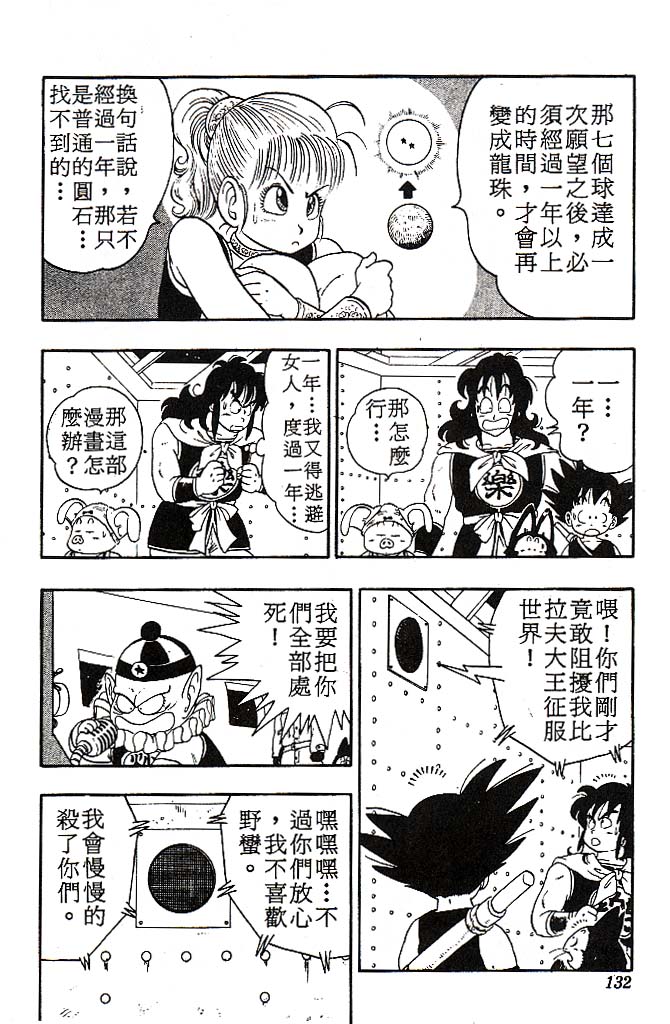 那七個球達成一
次願望之後，必
須經過一年以上
的時間，才會再
變成龍珠。
換句話說，若不
經過一年，那只
是普通的圓石…
找不到的…
一…
一年？
那怎麼
行…
樂
一年…我又得逃避
女人，度過一年…
那這部
漫畫怎
麼辦？
喂！你們剛才
竟敢阻擾我比
拉夫大王征服
世界！
我要把你
們全部處
死！
嘿嘿嘿…不
過你們放心
，我不喜歡
野蠻。
我會慢慢的
殺了你們。
132